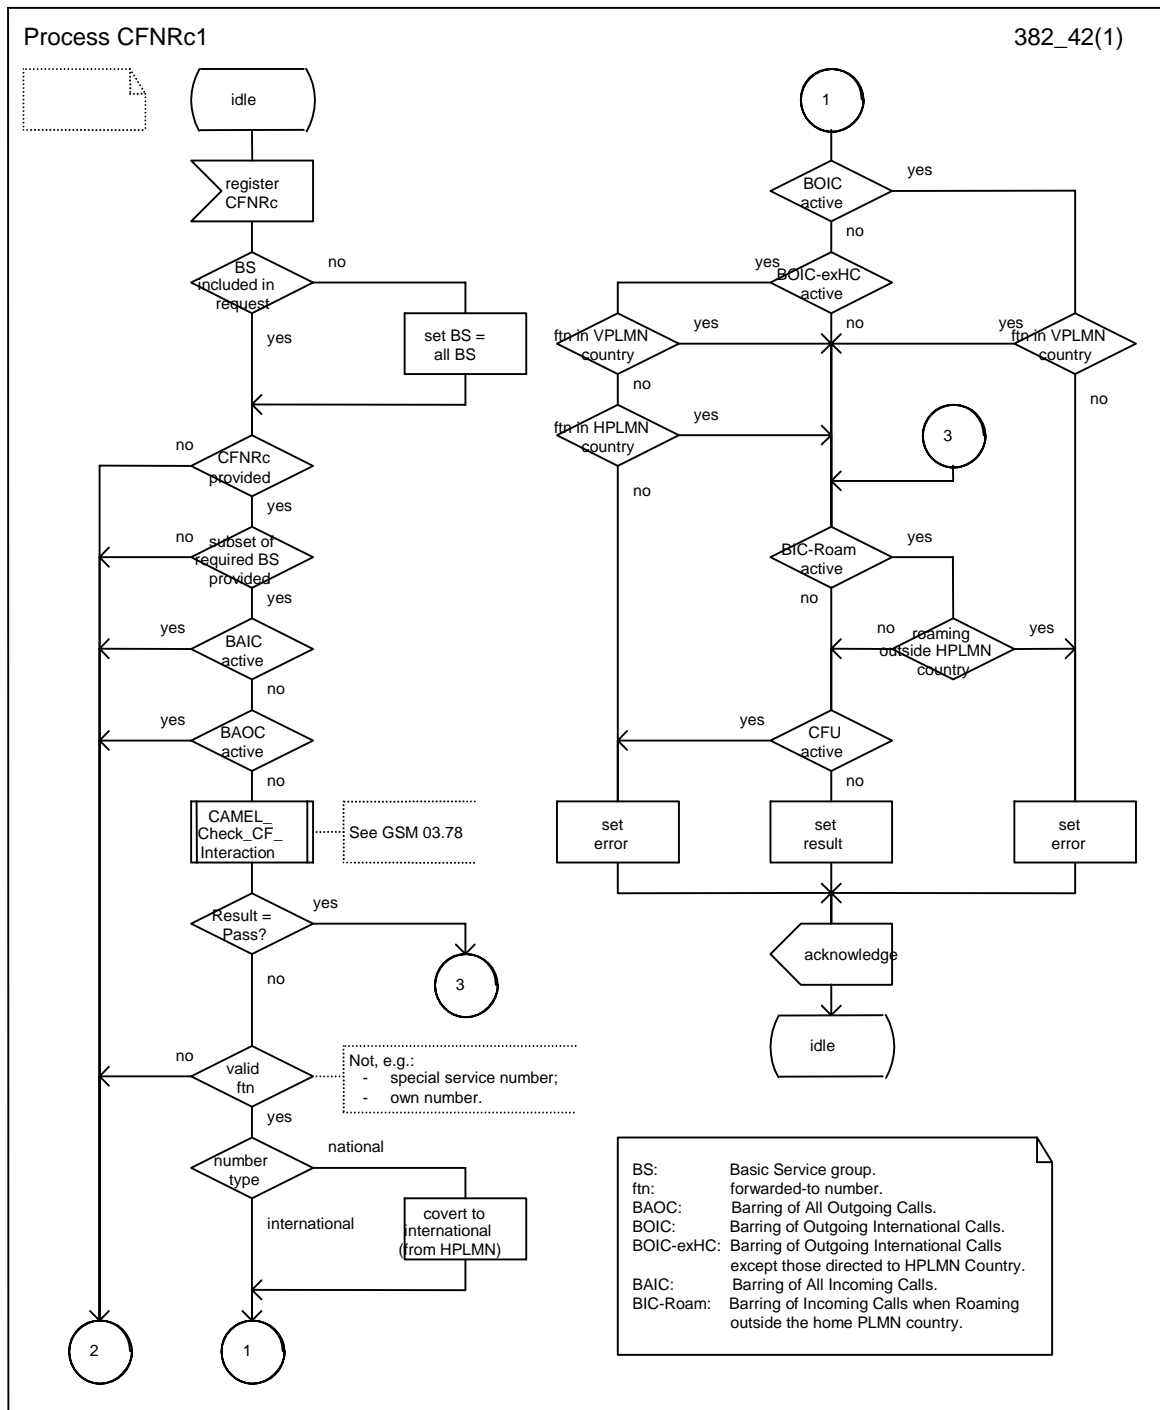 Process CFNRc1
382_42(1)
idle
register
CFNRc
BS
included in
request
no
yes
set BS =
all BS
no
CFNRc
provided
yes
no
subset of
required BS
provided
yes
yes
BAIC
active
no
yes
BAOC
active
no
CAMEL_
Check_CF_
Interaction
See GSM 03.78
Result =
Pass?
yes
no
3
no
valid
ftn
yes
Not, e.g.:
- special service number;
- own number.
number
type
national
international
covert to
international
(from HPLMN)
2
1
1
BOIC
active
yes
no
yes
BOIC-exHC
active
no
ftn in VPLMN
country
yes
no
yes
ftn in VPLMN
country
no
ftn in HPLMN
country
yes
no
3
BIC-Roam
active
yes
no
no
roaming
outside HPLMN
country
yes
yes
CFU
active
no
set
error
set
result
set
error
acknowledge
idle
BS: Basic Service group.
ftn: forwarded-to number.
BAOC: Barring of All Outgoing Calls.
BOIC: Barring of Outgoing International Calls.
BOIC-exHC: Barring of Outgoing International Calls
except those directed to HPLMN Country.
BAIC: Barring of All Incoming Calls.
BIC-Roam: Barring of Incoming Calls when Roaming
outside the home PLMN country.